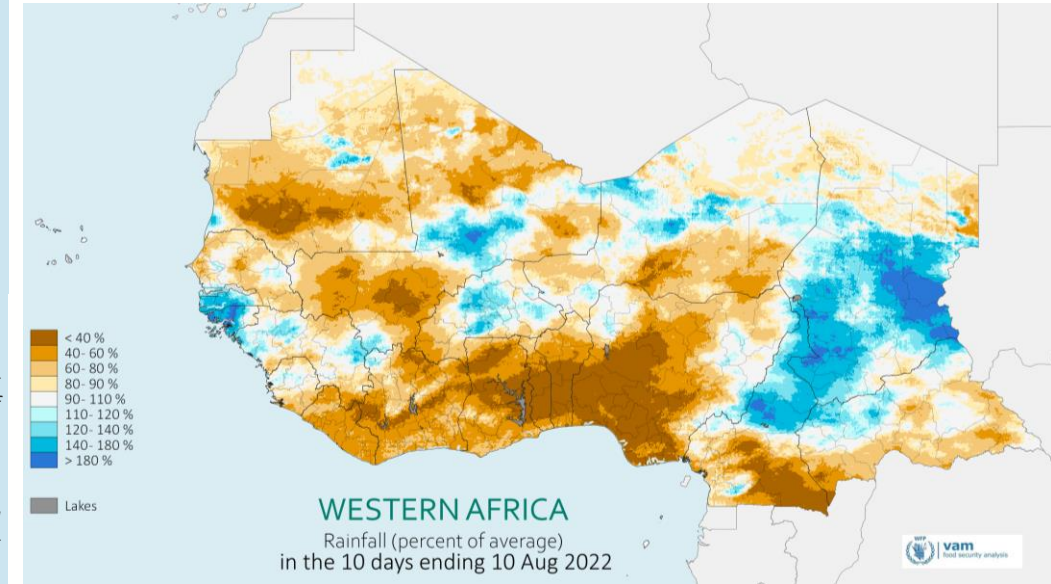 < 40 %
40- 60 %
60- 80 %
80- 90 %
90- 110 %
110- 120 %
120- 140 %
140- 180 %
> 180 %
Lakes
WESTERN AFRICA
Rainfall (percent of average)
in the 10 days ending 10 Aug 2022
WFP
vam
food security analysis